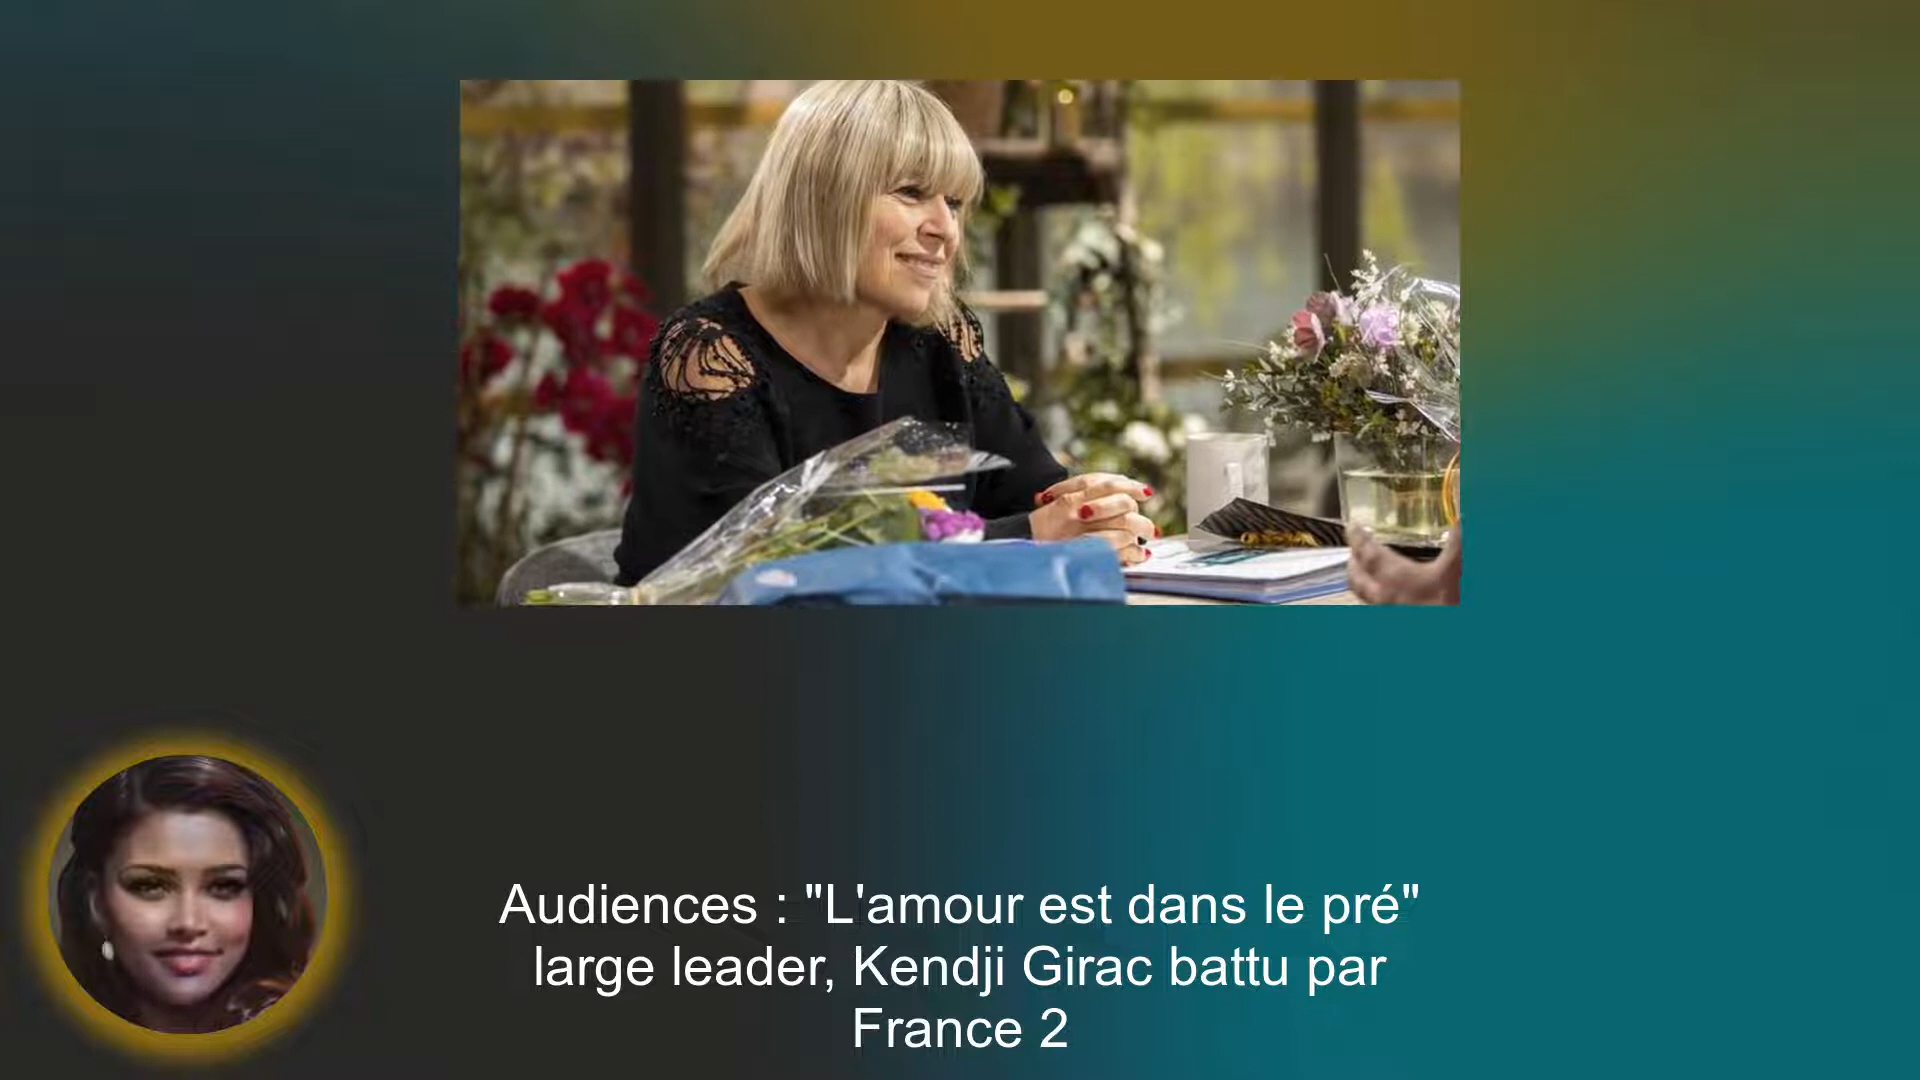 Audiences : "L'amour est dans le pré"
large leader, Kendji Girac battu par
France 2